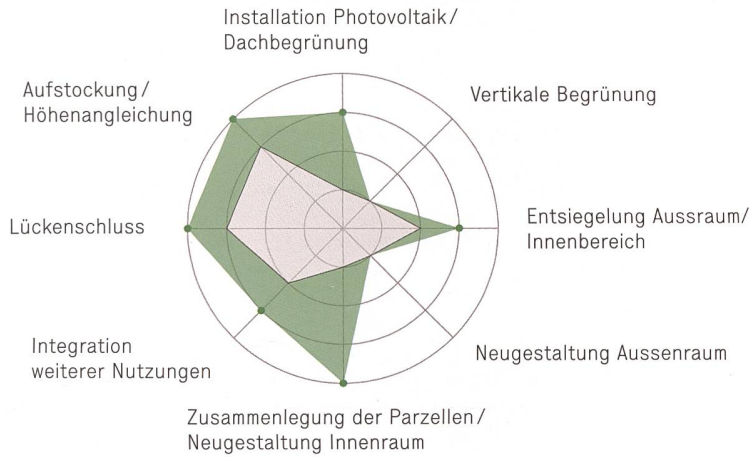 Installation Photovoltaik/
Dachbegrünung
Vertikale Begrünung
Entsiegelung Aussraum/
Innenbereich
Neugestaltung Aussenraum
Zusammenlegung der Parzellen/
Neugestaltung Innenraum
Integration
weiterer Nutzungen
Lückenschluss
Aufstockung/
Höhenangleichung